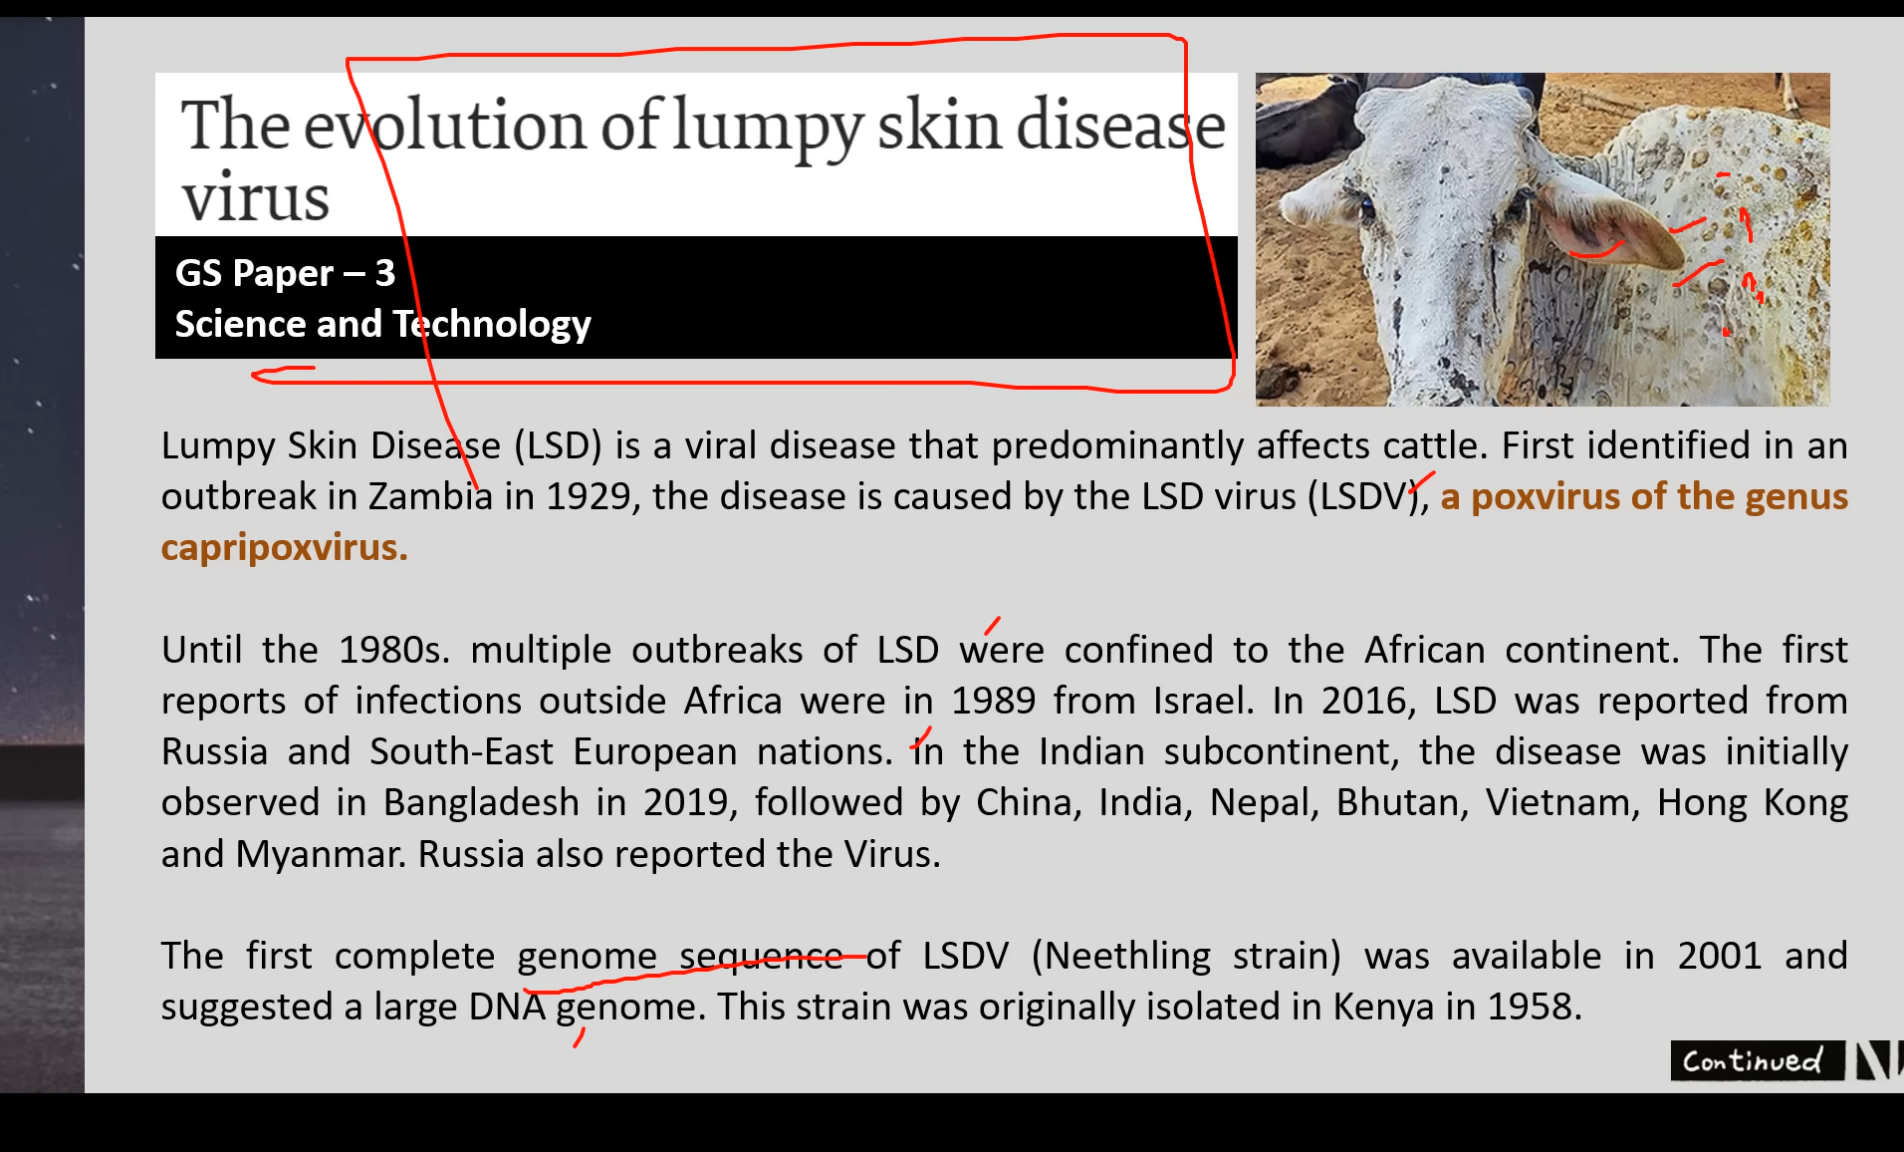 The evolution of lumpy skin disease
virus
GS Paper – 3
Science and Technology
Lumpy Skin Disease (LSD) is a viral disease that predominantly affects cattle. First identified in an
outbreak in Zambia in 1929, the disease is caused by the LSD virus (LSDV), a poxvirus of the genus
capripoxvirus.
Until the 1980s. multiple outbreaks of LSD were confined to the African continent. The first
reports of infections outside Africa were in 1989 from Israel. In 2016, LSD was reported from
Russia and South-East European nations. In the Indian subcontinent, the disease was initially
observed in Bangladesh in 2019, followed by China, India, Nepal, Bhutan, Vietnam, Hong Kong
and Myanmar. Russia also reported the Virus.
The first complete genome sequence of LSDV (Neethling strain) was available in 2001 and
suggested a large DNA genome. This strain was originally isolated in Kenya in 1958.
Continued